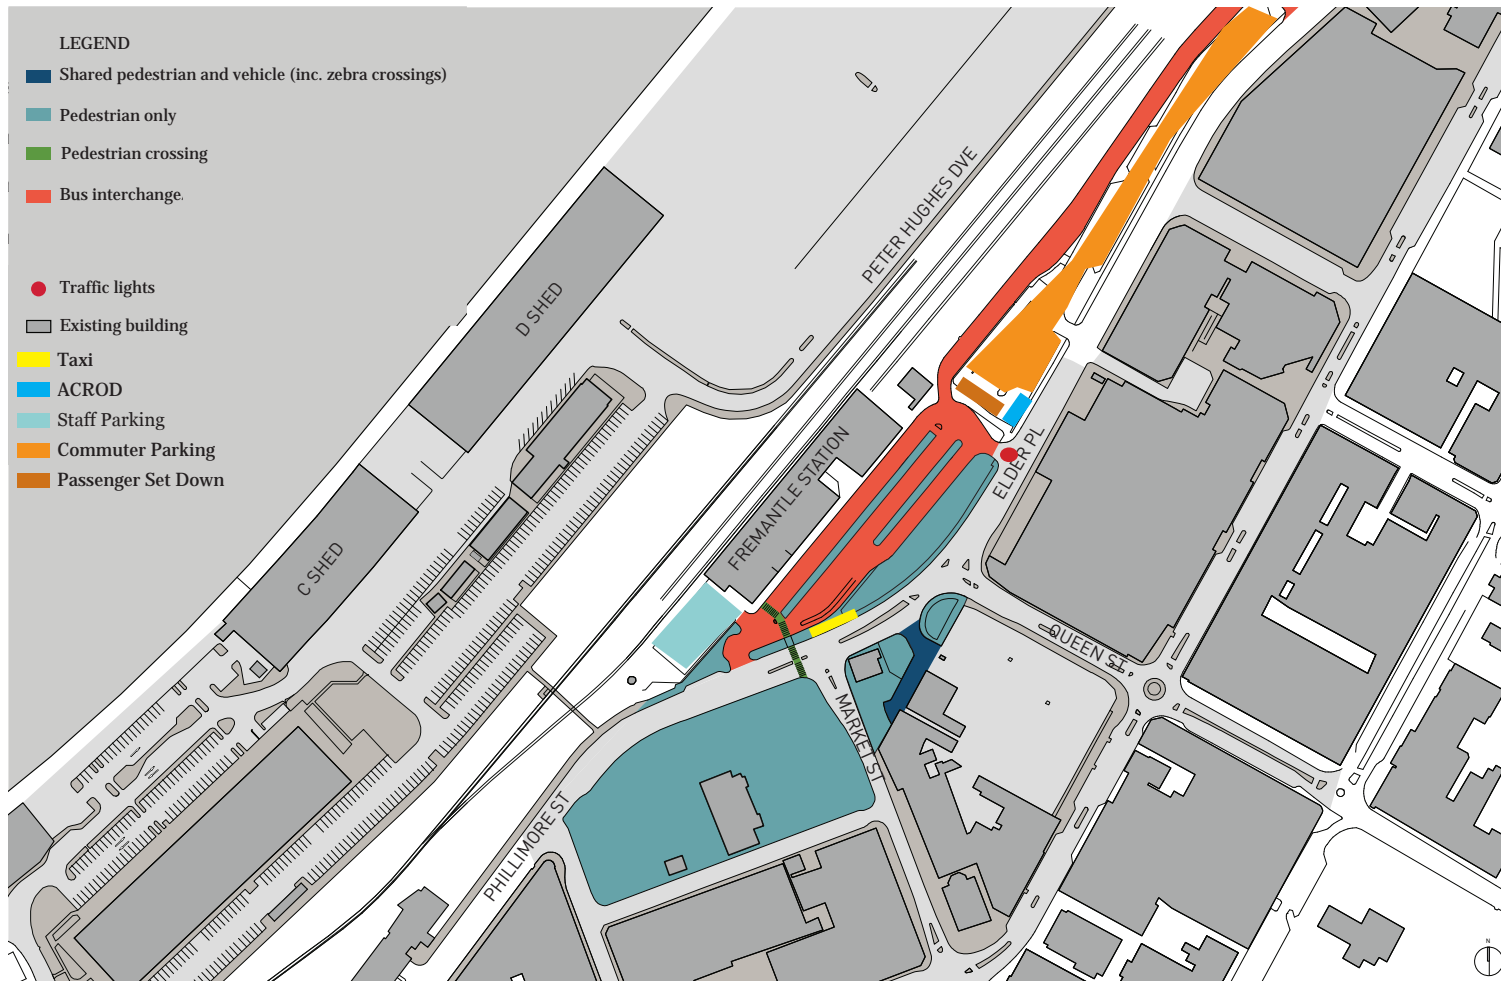 LEGEND
Shared pedestrian and vehicle (inc. zebra crossings)
Pedestrian only
Pedestrian crossing
Bus interchange.
Traffic lights
Existing building
Taxi
ACROD
Staff Parking
Commuter Parking
Passenger Set Down
PETER HUGHES DVE
D SHED
C SHED
FREMANTLE STATION
ELDER PL
QUEEN ST
MARKET ST
PHILLIMORE ST
N